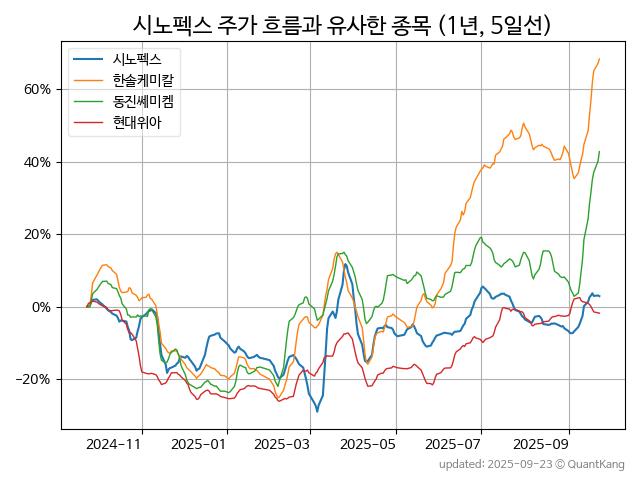 시노펙스 주가 흐름과 유사한 종목 (1년, 5일선)
시노펙스
한솔케미칼
동진쎄미켐
현대위아
60%
40%
20%
0%
−20%
2024-11 2025-01 2025-03 2025-05 2025-07 2025-09
updated: 2025-09-23 © QuantKang